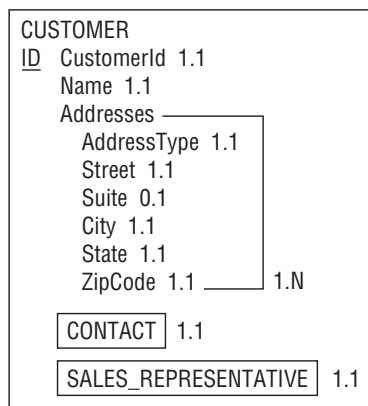 CUSTOMER
ID CustomerId 1.1
Name 1.1
Addresses
AddressType 1.1
Street 1.1
Suite 0.1
City 1.1
State 1.1
ZipCode 1.1 1.N
CONTACT 1.1
SALES_REPRESENTATIVE 1.1